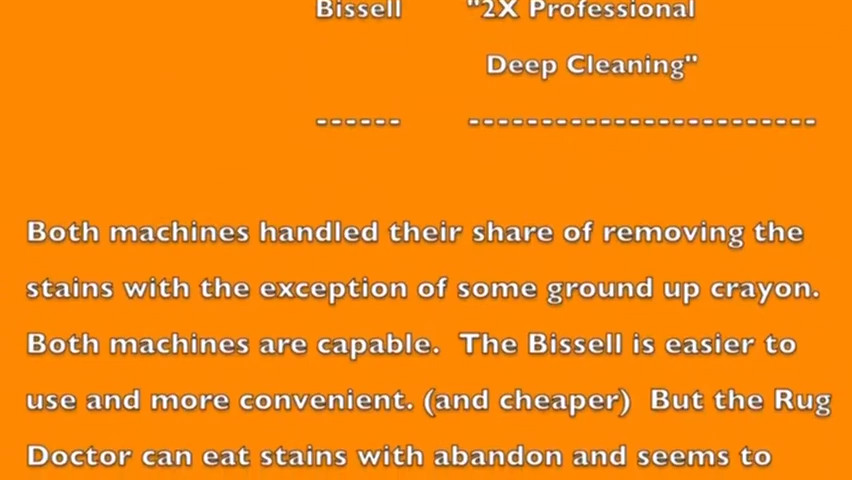 Bissell "2X Professional
Deep Cleaning"
------ ------------------------
Both machines handled their share of removing the
stains with the exception of some ground up crayon.
Both machines are capable.  The Bissell is easier to
use and more convenient. (and cheaper)  But the Rug
Doctor can eat stains with abandon and seems to